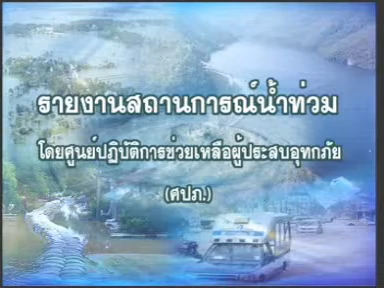 รายงานสถานการณ์น้ำท่วม
โดยศูนย์ปฏิบัติการช่วยเหลือผู้ประสบอุทกภัย
(ศปภ.)